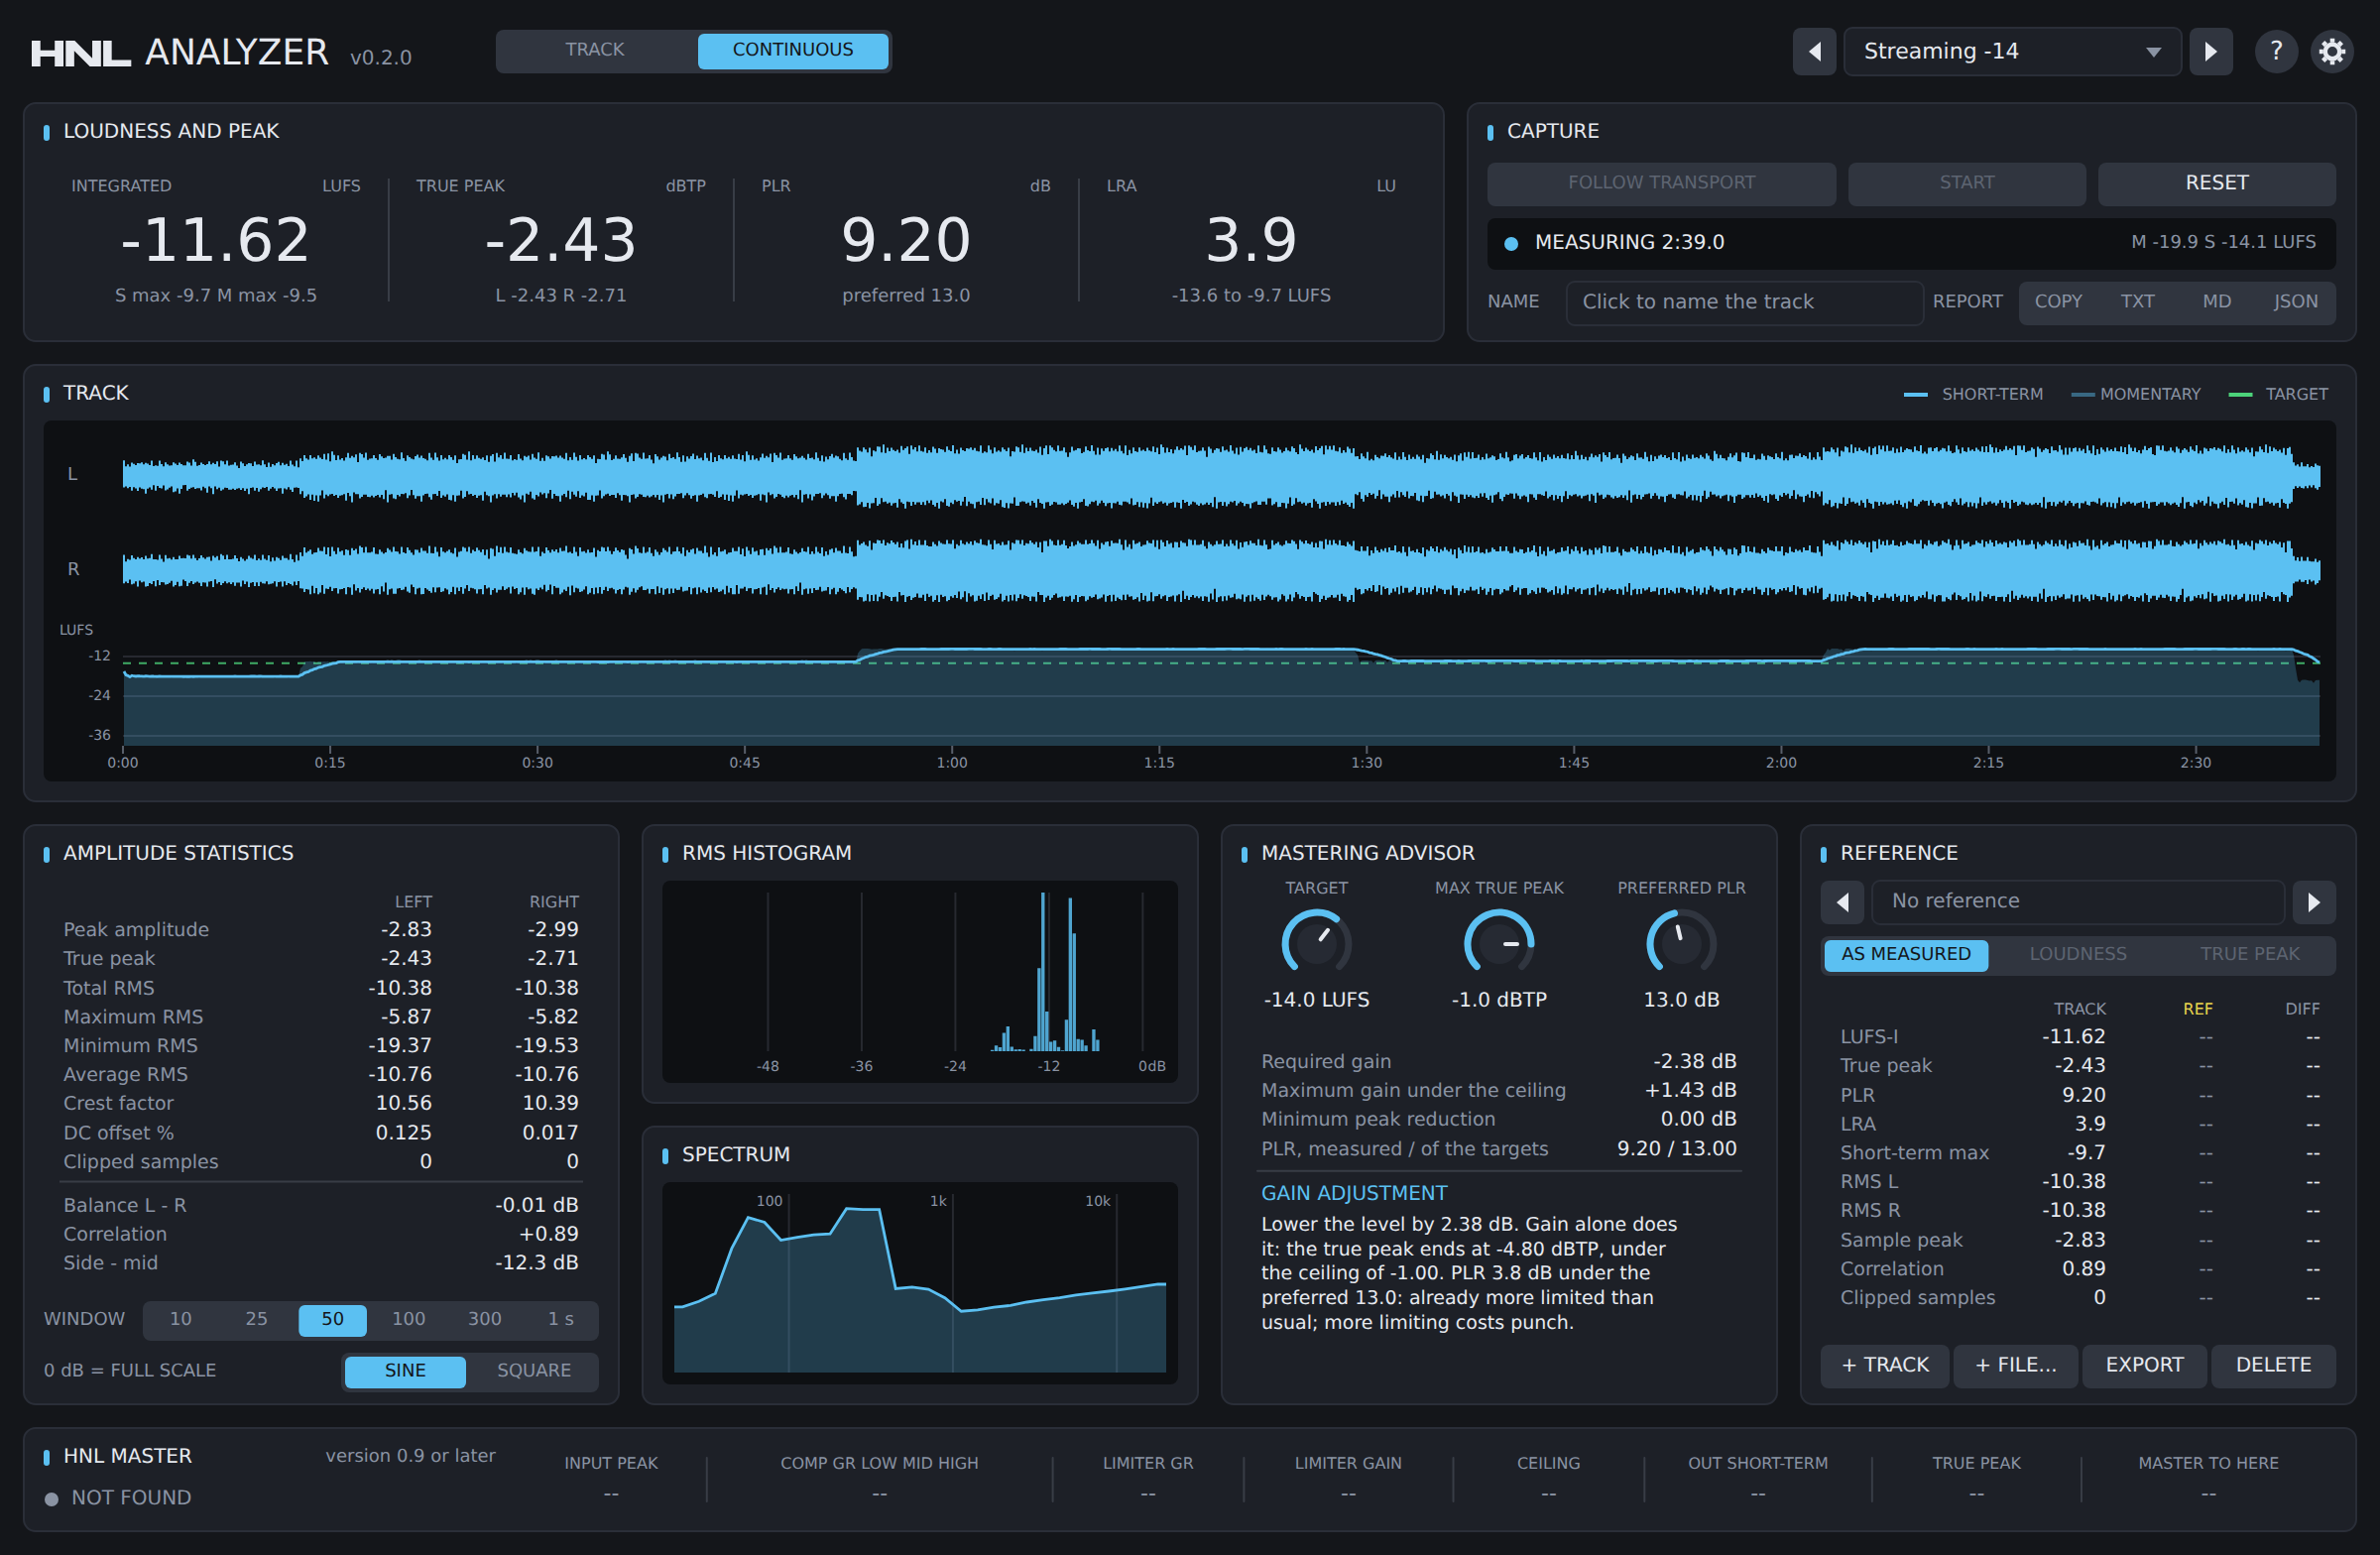 HNL ANALYZER v0.2.0
TRACK CONTINUOUS
Streaming -14
?
LOUDNESS AND PEAK
INTEGRATED LUFS
-11.62
S max -9.7 M max -9.5
TRUE PEAK dBTP
-2.43
L -2.43 R -2.71
PLR dB
9.20
preferred 13.0
LRA LU
3.9
-13.6 to -9.7 LUFS
CAPTURE
FOLLOW TRANSPORT START RESET
MEASURING 2:39.0 M -19.9 S -14.1 LUFS
NAME Click to name the track REPORT COPY TXT MD JSON
TRACK
SHORT-TERM MOMENTARY TARGET
L
R
LUFS
-12
-24
-36
0:00 0:15 0:30 0:45 1:00 1:15 1:30 1:45 2:00 2:15 2:30
AMPLITUDE STATISTICS
LEFT RIGHT
Peak amplitude -2.83 -2.99
True peak -2.43 -2.71
Total RMS -10.38 -10.38
Maximum RMS -5.87 -5.82
Minimum RMS -19.37 -19.53
Average RMS -10.76 -10.76
Crest factor 10.56 10.39
DC offset % 0.125 0.017
Clipped samples 0 0
Balance L - R -0.01 dB
Correlation +0.89
Side - mid -12.3 dB
WINDOW 10 25 50 100 300 1 s
0 dB = FULL SCALE SINE SQUARE
RMS HISTOGRAM
-48 -36 -24 -12 0dB
SPECTRUM
100 1k 10k
MASTERING ADVISOR
TARGET MAX TRUE PEAK PREFERRED PLR
-14.0 LUFS -1.0 dBTP 13.0 dB
Required gain -2.38 dB
Maximum gain under the ceiling +1.43 dB
Minimum peak reduction 0.00 dB
PLR, measured / of the targets 9.20 / 13.00
GAIN ADJUSTMENT
Lower the level by 2.38 dB. Gain alone does
it: the true peak ends at -4.80 dBTP, under
the ceiling of -1.00. PLR 3.8 dB under the
preferred 13.0: already more limited than
usual; more limiting costs punch.
REFERENCE
No reference
AS MEASURED LOUDNESS TRUE PEAK
TRACK REF DIFF
LUFS-I -11.62 -- --
True peak -2.43 -- --
PLR 9.20 -- --
LRA 3.9 -- --
Short-term max -9.7 -- --
RMS L -10.38 -- --
RMS R -10.38 -- --
Sample peak -2.83 -- --
Correlation 0.89 -- --
Clipped samples 0 -- --
+ TRACK + FILE... EXPORT DELETE
HNL MASTER version 0.9 or later
NOT FOUND
INPUT PEAK COMP GR LOW MID HIGH LIMITER GR LIMITER GAIN CEILING OUT SHORT-TERM TRUE PEAK MASTER TO HERE
-- -- -- -- -- -- -- --